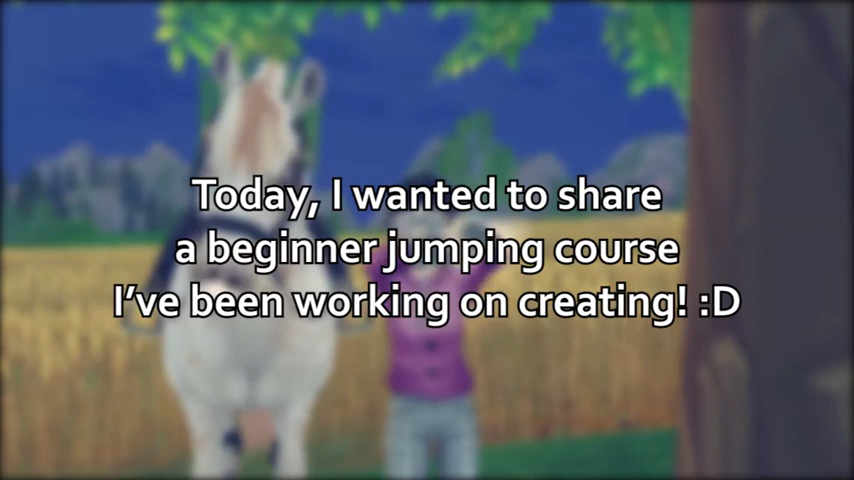 Today, I wanted to share
a beginner jumping course
I’ve been working on creating! :D